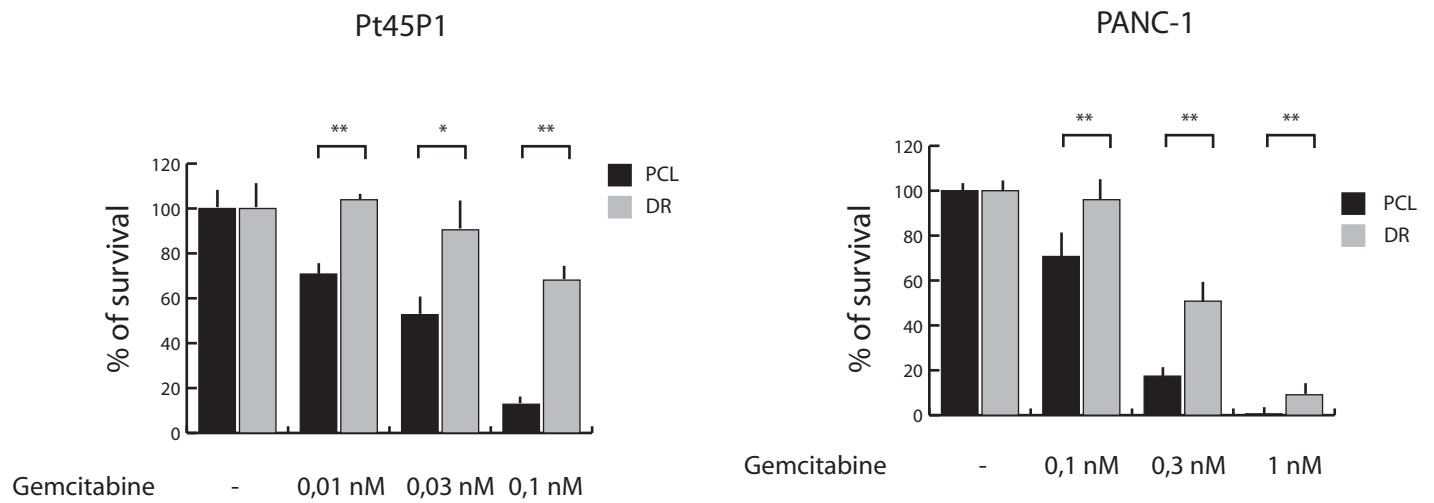 Pt45P1
** * **
120
100
80
60
40
20
0
% of survival
PCL
DR
Gemcitabine - 0,01 nM 0,03 nM 0,1 nM
PANC-1
** ** **
120
100
80
60
40
20
0
% of survival
PCL
DR
Gemcitabine - 0,1 nM 0,3 nM 1 nM